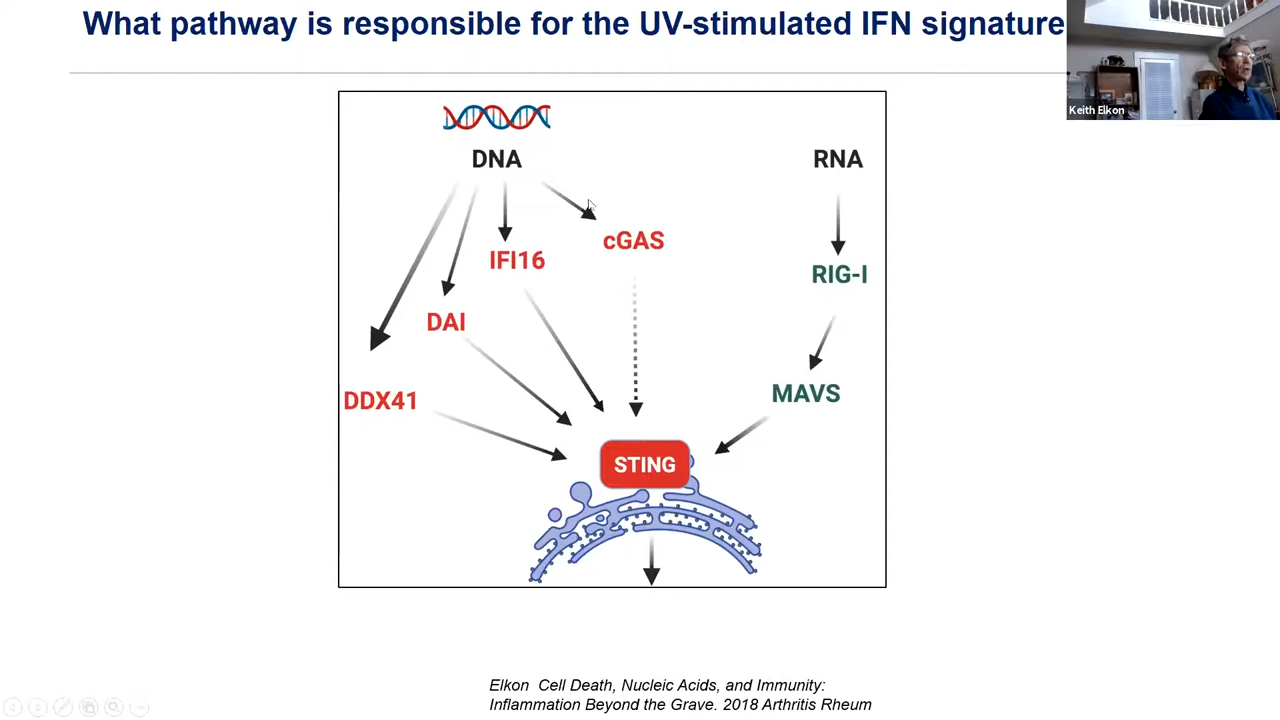 What pathway is responsible for the UV-stimulated IFN signature
Keith Elkon
DNA
RNA
cGAS
IFI16
RIG-I
DAI
MAVS
DDX41
STING
Elkon Cell Death, Nucleic Acids, and Immunity:
Inflammation Beyond the Grave. 2018 Arthritis Rheum